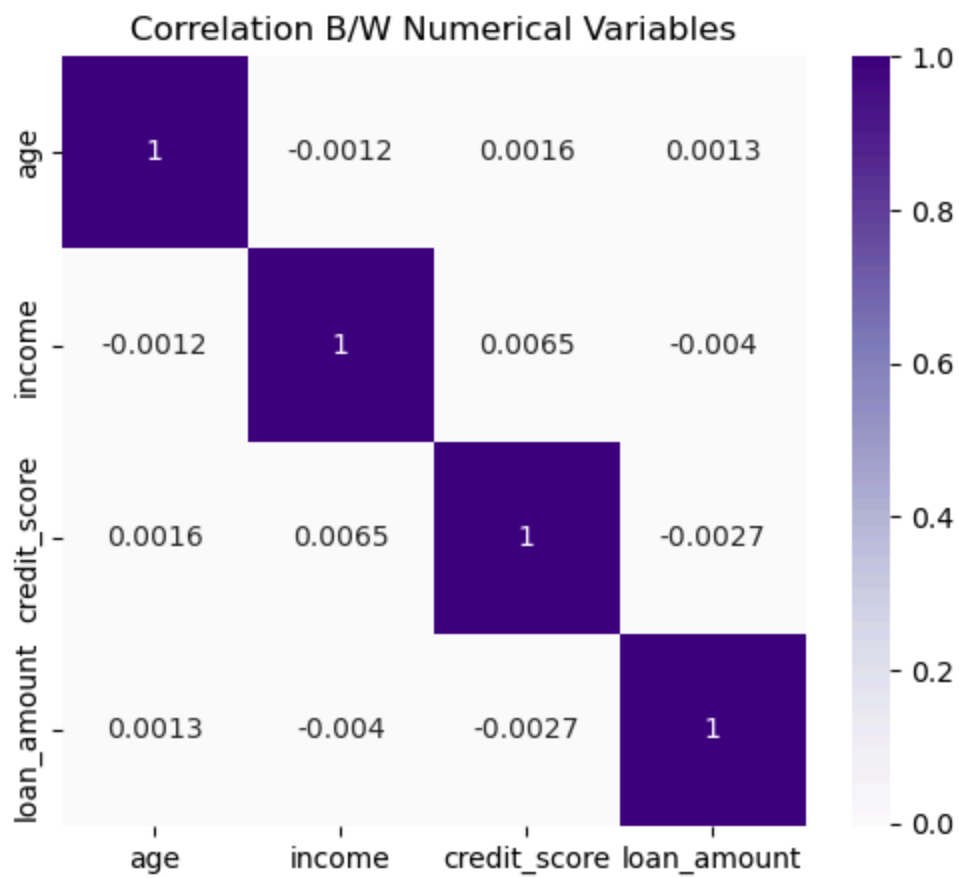 Correlation B/W Numerical Variables
age 1 -0.0012 0.0016 0.0013
income -0.0012 1 0.0065 -0.004
credit_score 0.0016 0.0065 1 -0.0027
loan_amount 0.0013 -0.004 -0.0027 1
age income credit_score loan_amount
1.0
0.8
0.6
0.4
0.2
0.0